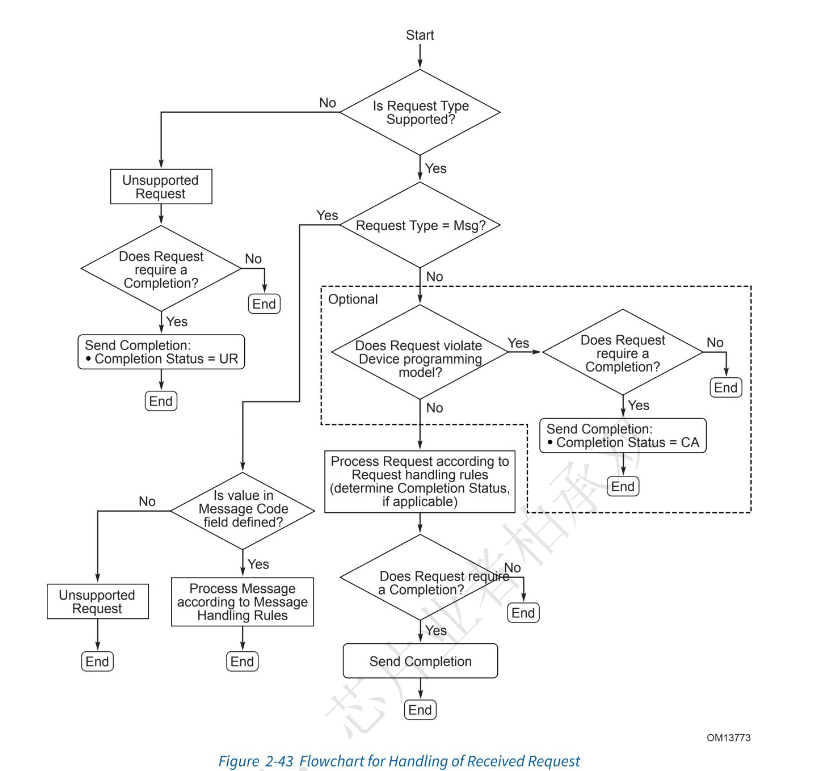 Start
Is Request Type
Supported?
No
Yes
Unsupported
Request
Request Type = Msg?
Yes
No
Does Request
require a
Completion?
No
End
Yes
Send Completion:
• Completion Status = UR
End
Optional
Does Request violate
Device programming
model?
Yes
Does Request
require a
Completion?
No
End
Yes
Send Completion:
• Completion Status = CA
End
No
Process Request according to
Request handling rules
(determine Completion Status,
if applicable)
Is value in
Message Code
field defined?
No
Yes
Unsupported
Request
End
Process Message
according to Message
Handling Rules
End
Does Request require
a Completion?
No
End
Yes
Send Completion
End
芯片业者柏承双
OM13773
Figure 2-43 Flowchart for Handling of Received Request